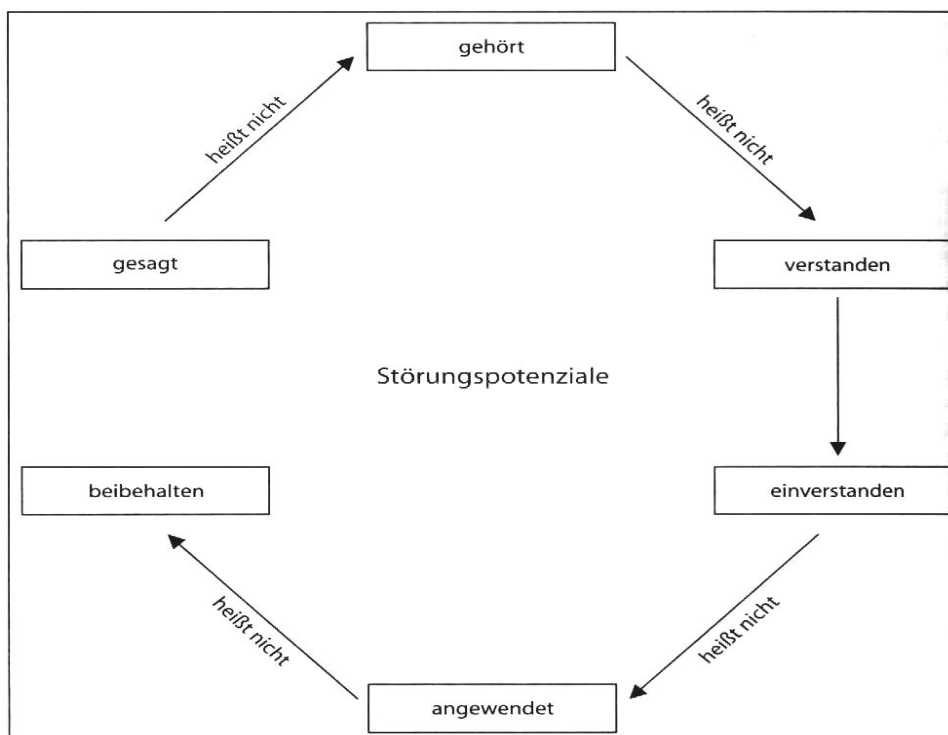 gehört
heißt nicht
heißt nicht
gesagt
verstanden
Störungspotenziale
beibehalten
einverstanden
heißt nicht
heißt nicht
angewendet